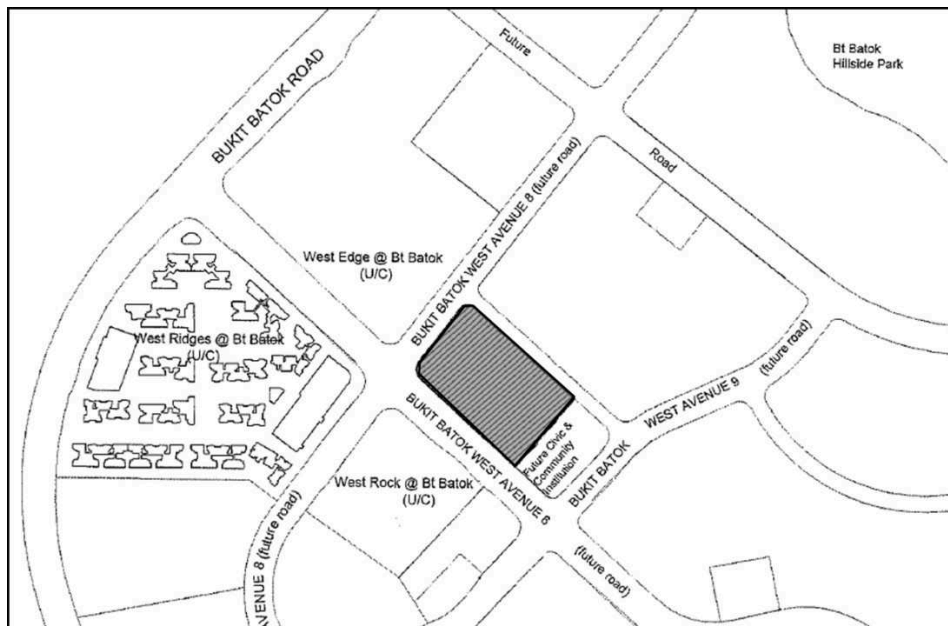 Future
Bt Batok
Hillside Park
BUKIT BATOK ROAD
Road
BUKIT BATOK WEST AVENUE 8 (future road)
West Edge @ Bt Batok
(U/C)
West Ridges @ Bt Batok
(U/C)
WEST AVENUE 9
(future road)
BUKIT BATOK
BUKIT BATOK WEST AVENUE 6
(future road)
Future Civic &
Community
Institution
West Rock @ Bt Batok
(U/C)
AVENUE 8 (future road)